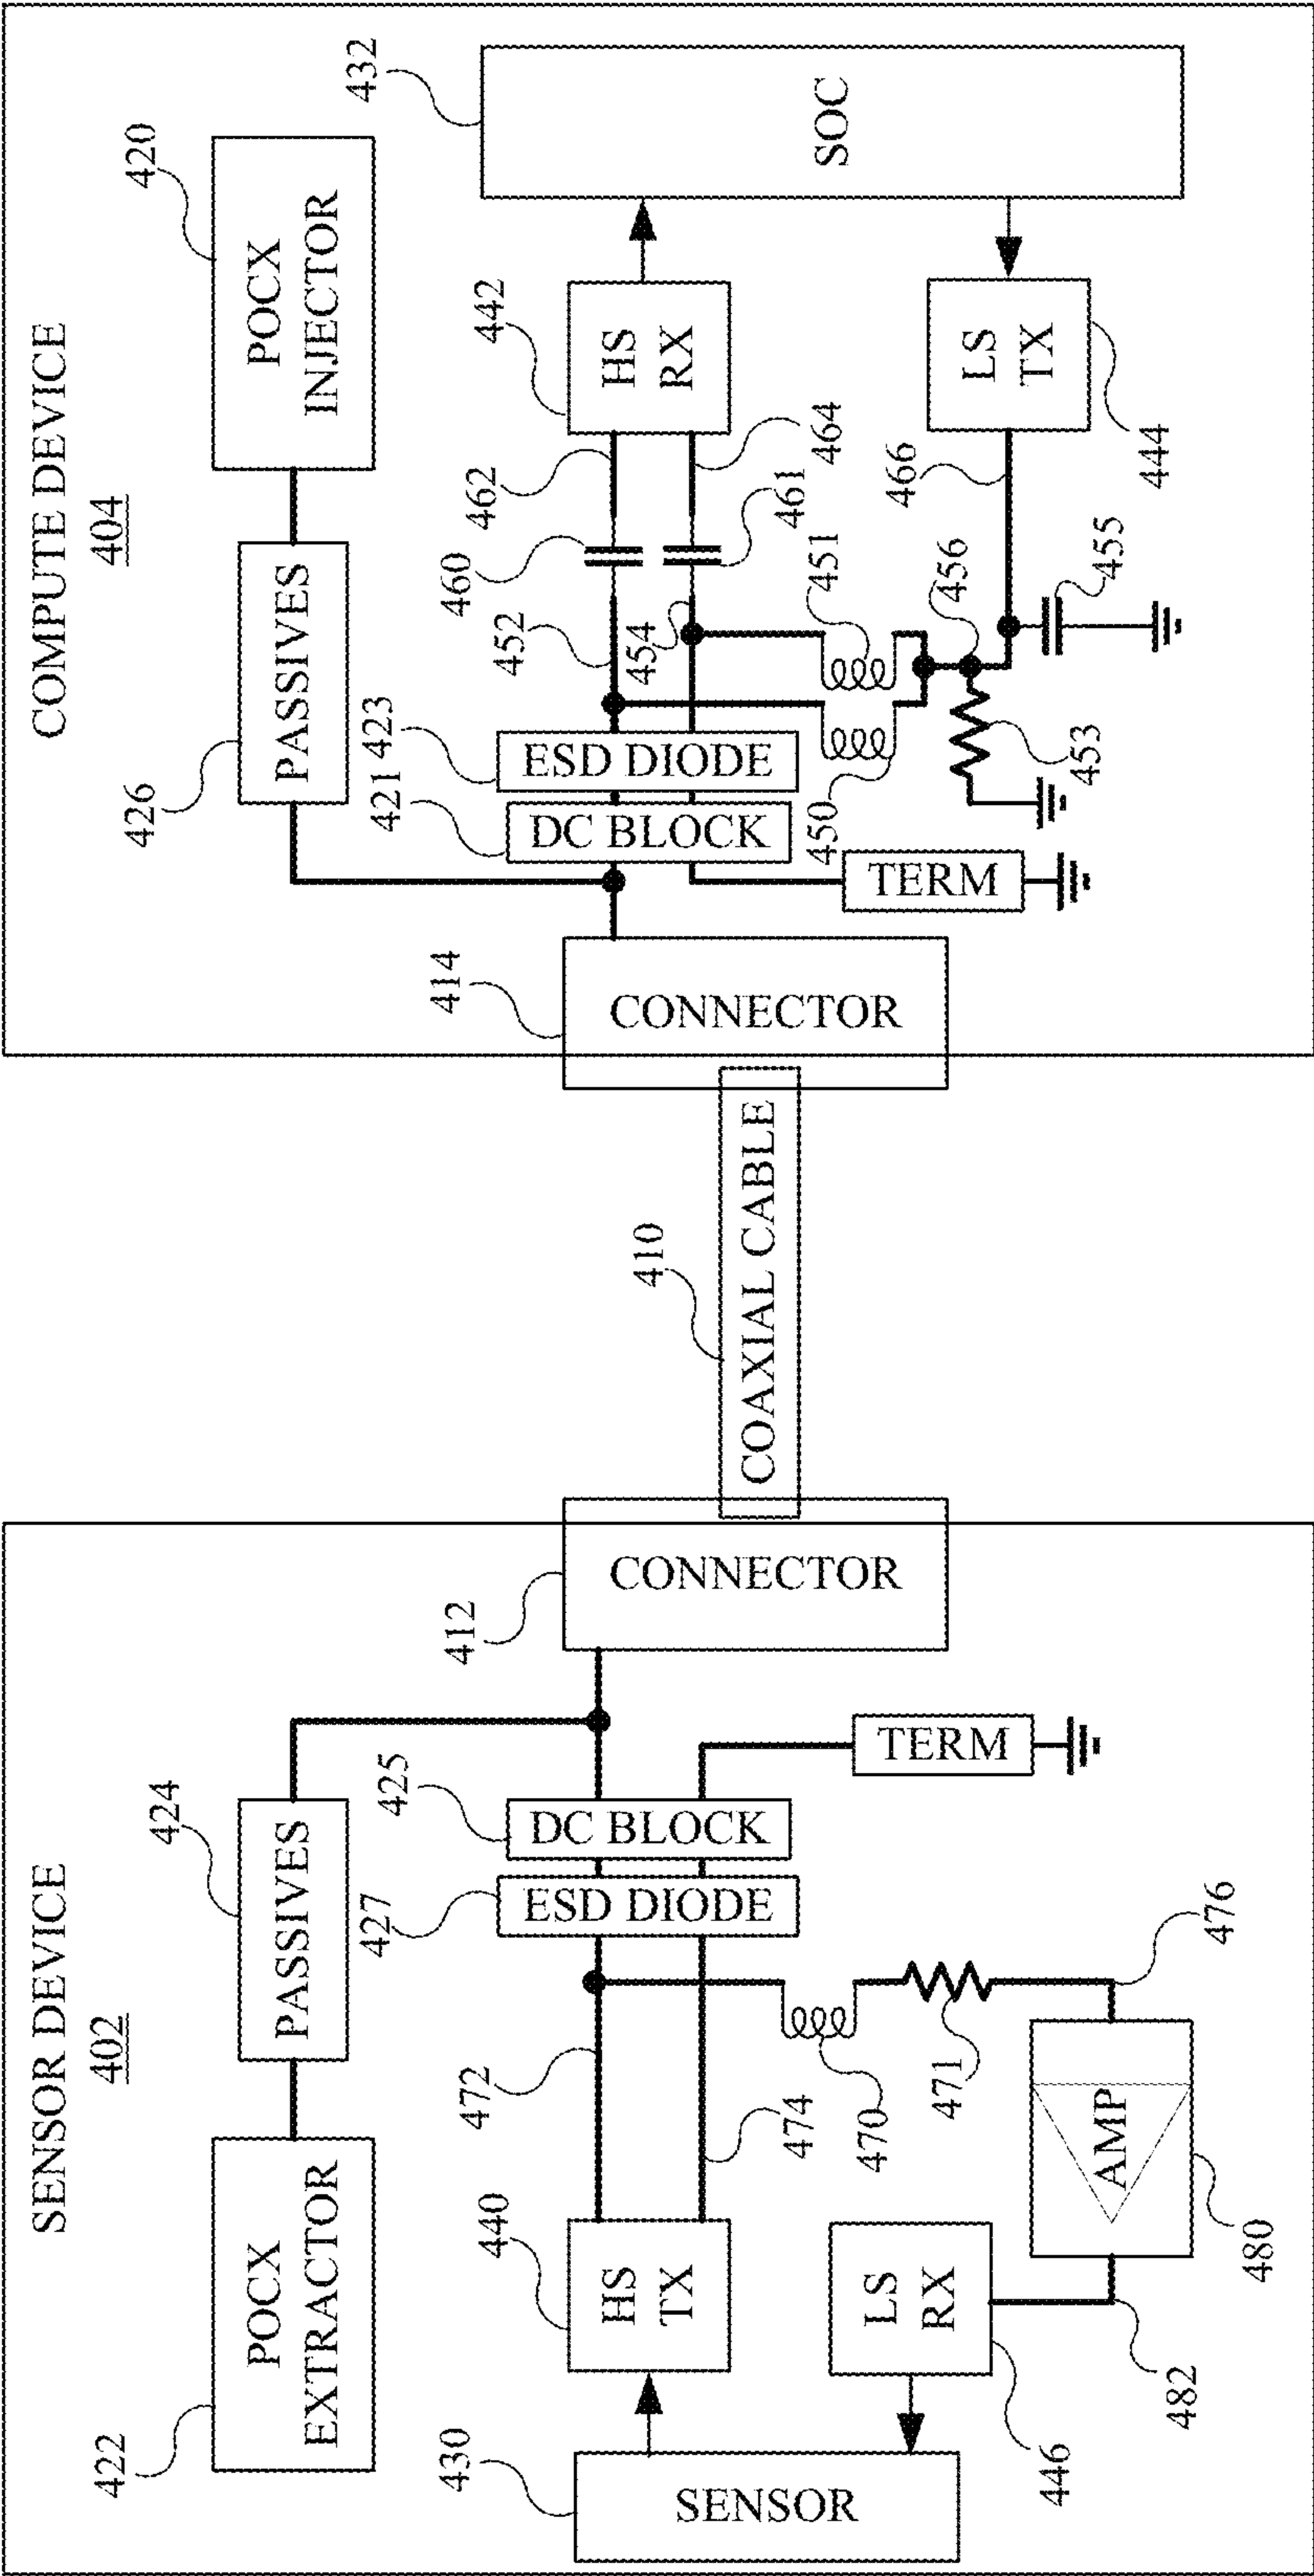 SENSOR DEVICE
402
422
POCX
EXTRACTOR
424
PASSIVES
430
SENSOR
440
HS
TX
472
474
427
ESD DIODE
425
DC BLOCK
412
CONNECTOR
TERM
446
LS
RX
470
471
476
AMP
480
482
410
COAXIAL CABLE
COMPUTE DEVICE
404
426
PASSIVES
420
POCX
INJECTOR
414
CONNECTOR
421
DC BLOCK
423
ESD DIODE
TERM
452
454
460
461
462
464
442
HS
RX
432
SOC
450
451
453
456
455
466
LS
TX
444